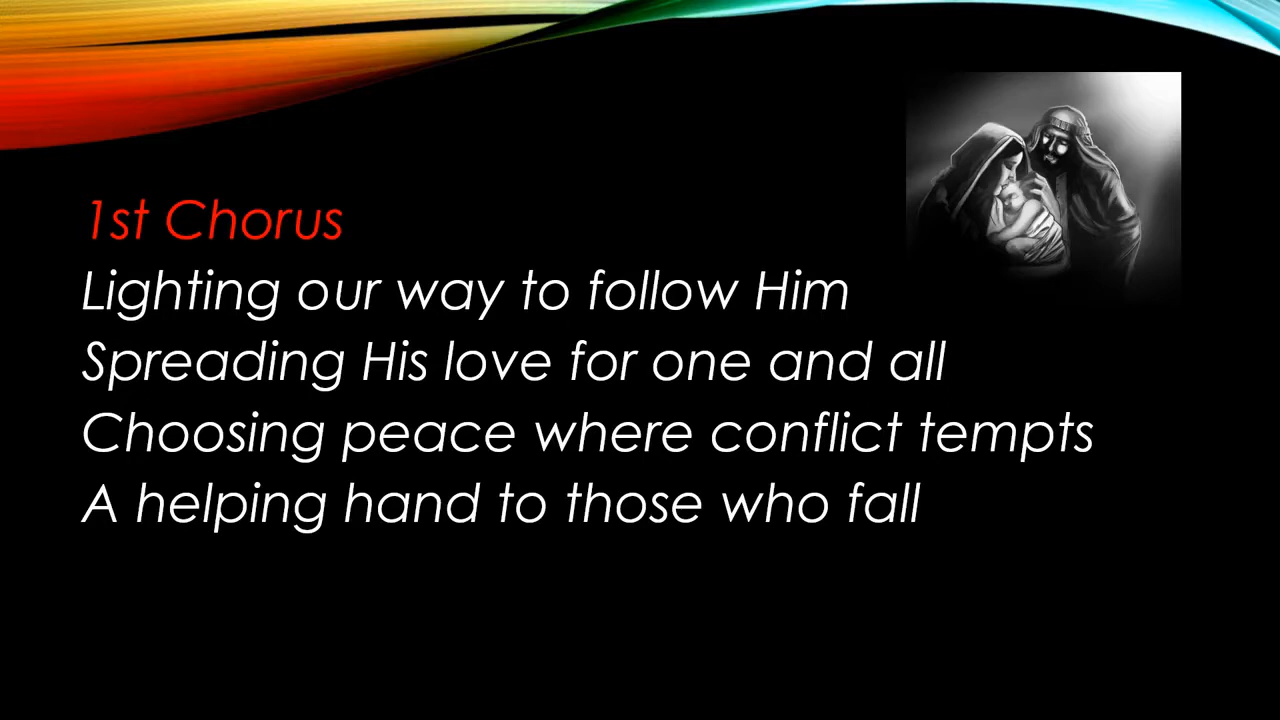 1st Chorus
Lighting our way to follow Him
Spreading His love for one and all
Choosing peace where conflict tempts
A helping hand to those who fall